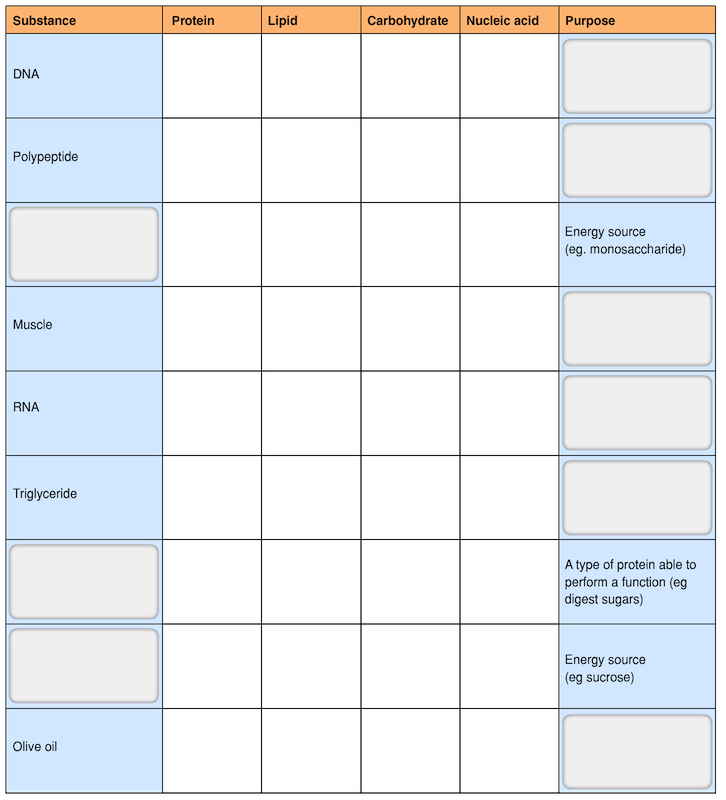 Substance Protein Lipid Carbohydrate Nucleic acid Purpose
DNA
Polypeptide
Energy source
(eg. monosaccharide)
Muscle
RNA
Triglyceride
A type of protein able to
perform a function (eg
digest sugars)
Energy source
(eg sucrose)
Olive oil